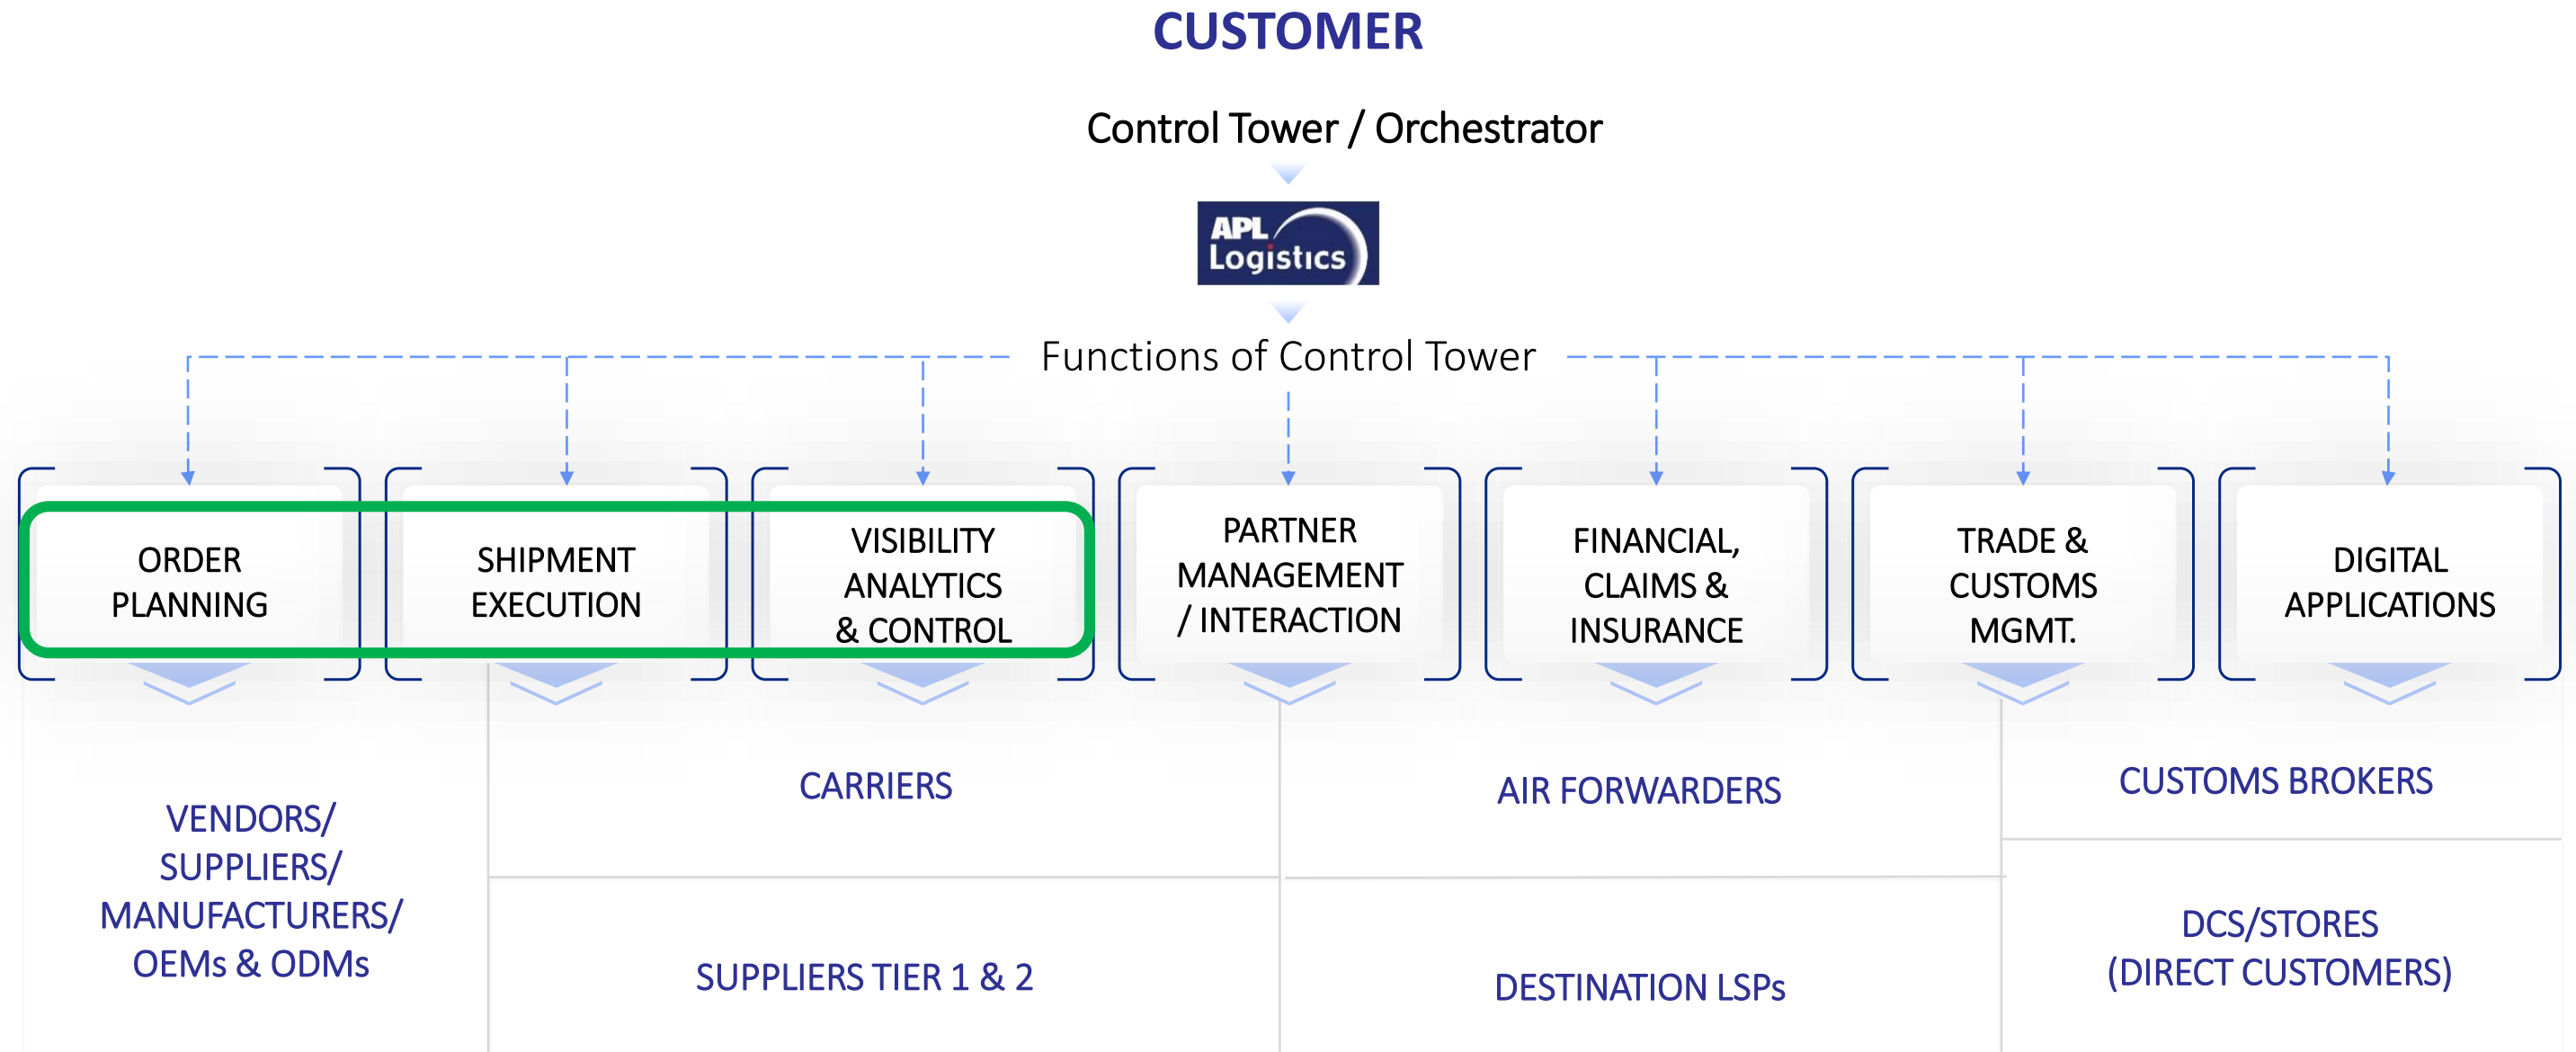 CUSTOMER
Control Tower / Orchestrator
APL
Logistics
Functions of Control Tower
ORDER
PLANNING
SHIPMENT
EXECUTION
VISIBILITY
ANALYTICS
& CONTROL
PARTNER
MANAGEMENT
/ INTERACTION
FINANCIAL,
CLAIMS &
INSURANCE
TRADE &
CUSTOMS
MGMT.
DIGITAL
APPLICATIONS
VENDORS/
SUPPLIERS/
MANUFACTURERS/
OEMs & ODMs
CARRIERS
SUPPLIERS TIER 1 & 2
AIR FORWARDERS
DESTINATION LSPs
CUSTOMS BROKERS
DCS/STORES
(DIRECT CUSTOMERS)